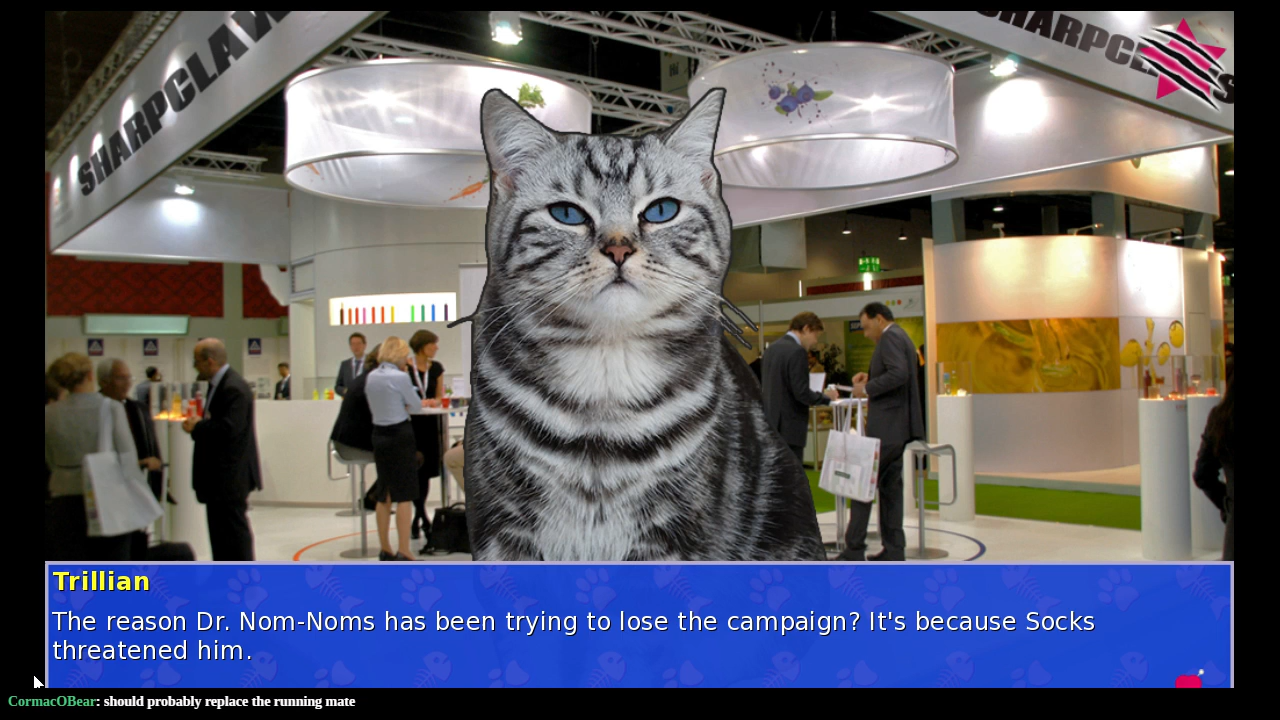 SHARPCLAW
SHARPC
Trillian
The reason Dr. Nom-Noms has been trying to lose the campaign? It's because Socks
threatened him.
CormacOBear: should probably replace the running mate